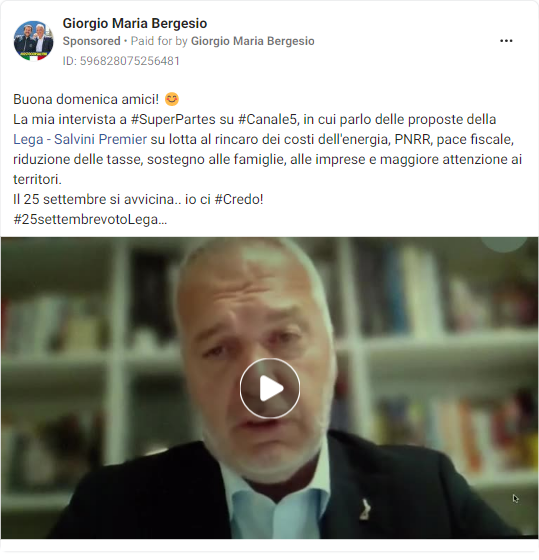 Giorgio Maria Bergesio
Sponsored • Paid for by Giorgio Maria Bergesio
ID: 596828075256481
Buona domenica amici! 😊
La mia intervista a #SuperPartes su #Canale5, in cui parlo delle proposte della
Lega - Salvini Premier su lotta al rincaro dei costi dell'energia, PNRR, pace fiscale,
riduzione delle tasse, sostegno alle famiglie, alle imprese e maggiore attenzione ai
territori.
Il 25 settembre si avvicina.. io ci #Credo!
#25settembrevotoLega...